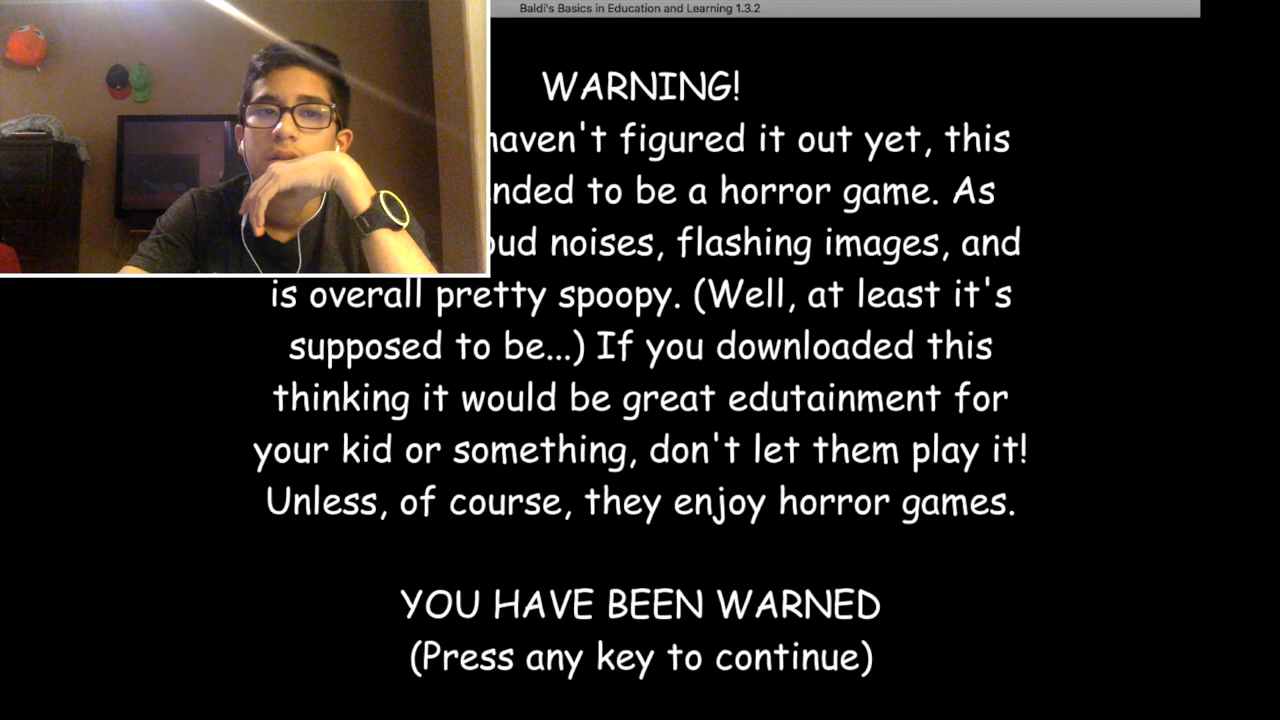 Baldi's Basics in Education and Learning 1.3.2
WARNING!
haven't figured it out yet, this
to be a horror game. As
noises, flashing images, and
is overall pretty spoopy. (Well, at least it's
supposed to be...) If you downloaded this
thinking it would be great edutainment for
your kid or something, don't let them play it!
Unless, of course, they enjoy horror games.
YOU HAVE BEEN WARNED
(Press any key to continue)